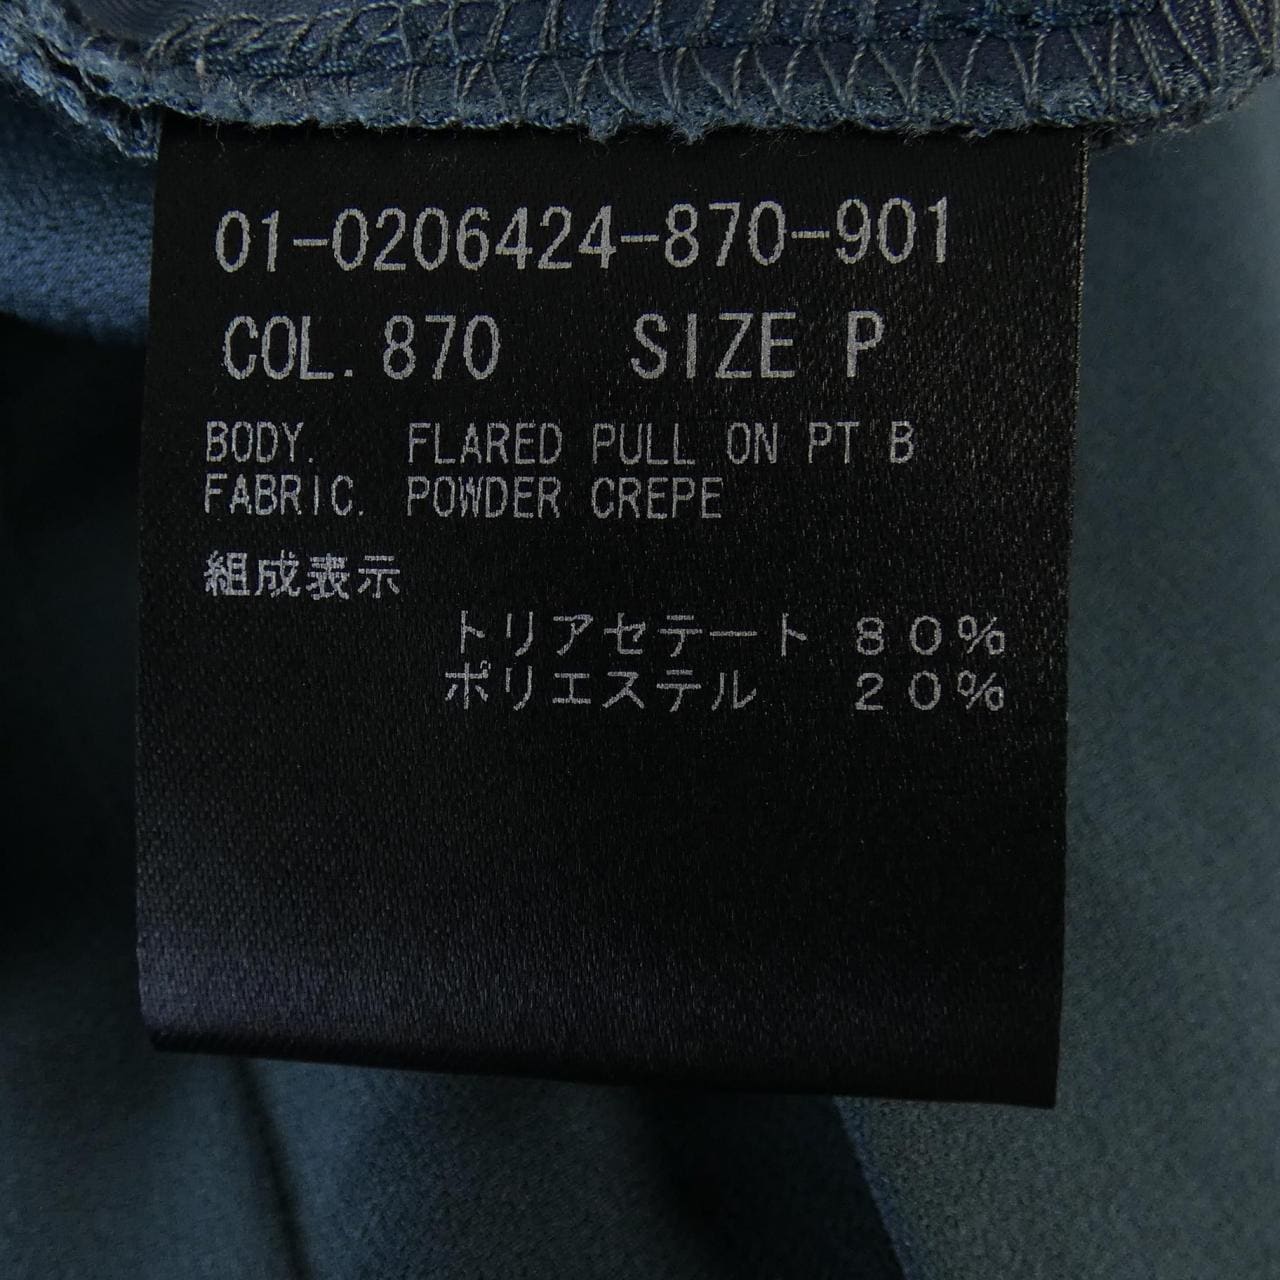 01-0206424-870-901
COL. 870 SIZE P
BODY. FLARED PULL ON PT B
FABRIC. POWDER CREPE
組成表示
トリアセテート 80%
ポリエステル 20%